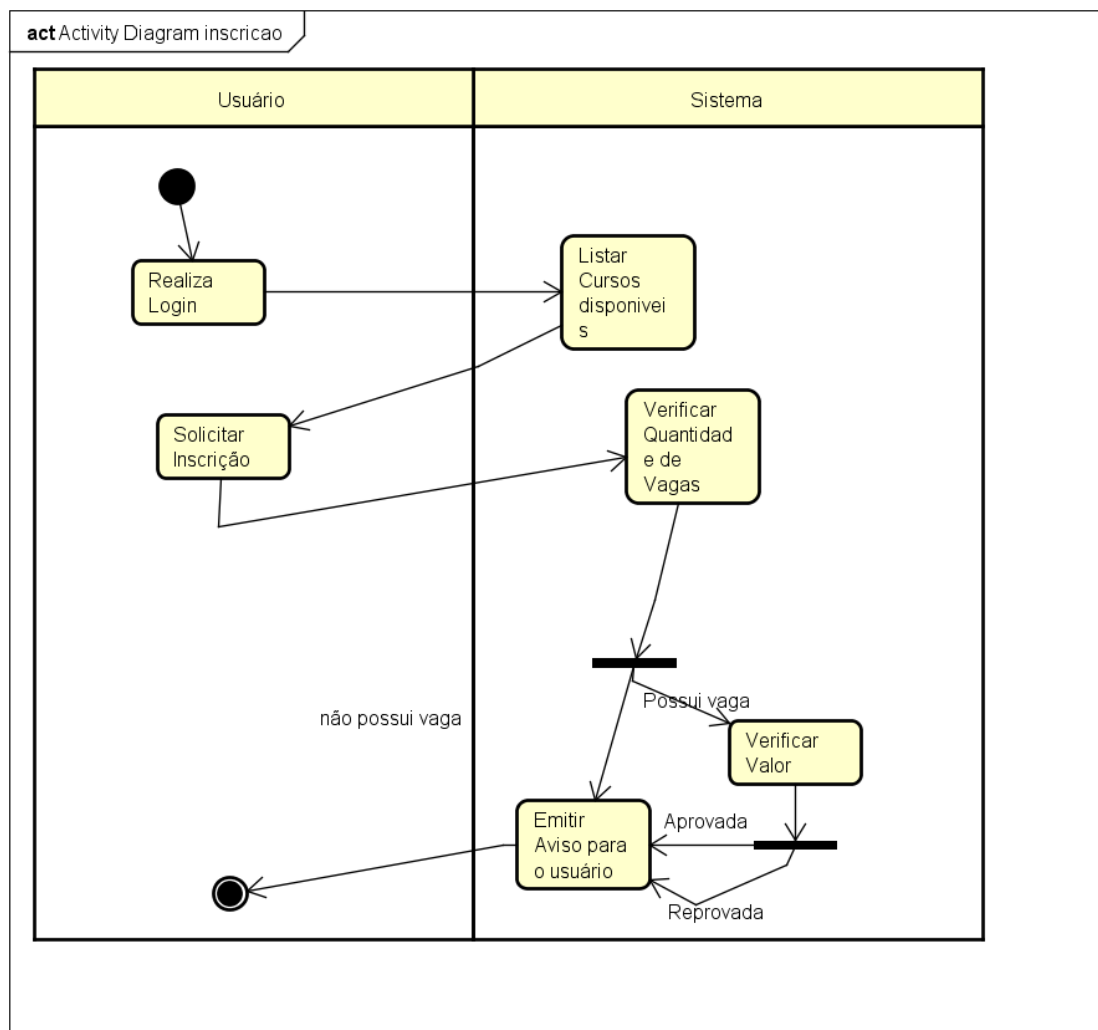 act Activity Diagram inscricao
Usuário
Sistema
Realiza
Login
Listar
Cursos
disponivei
s
Solicitar
Inscrição
Verificar
Quantidad
e de
Vagas
não possui vaga
Possui vaga
Verificar
Valor
Emitir
Aviso para
o usuário
Aprovada
Reprovada